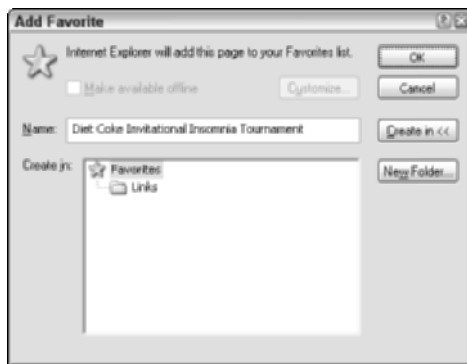 Add Favorite
Internet Explorer will add this page to your Favorites list.
OK
Make available offline
Customize...
Cancel
Name:
Diet Coke Invitational Insomnia Tournament
Create in <<
Create in:
Favorites
New Folder...
Links